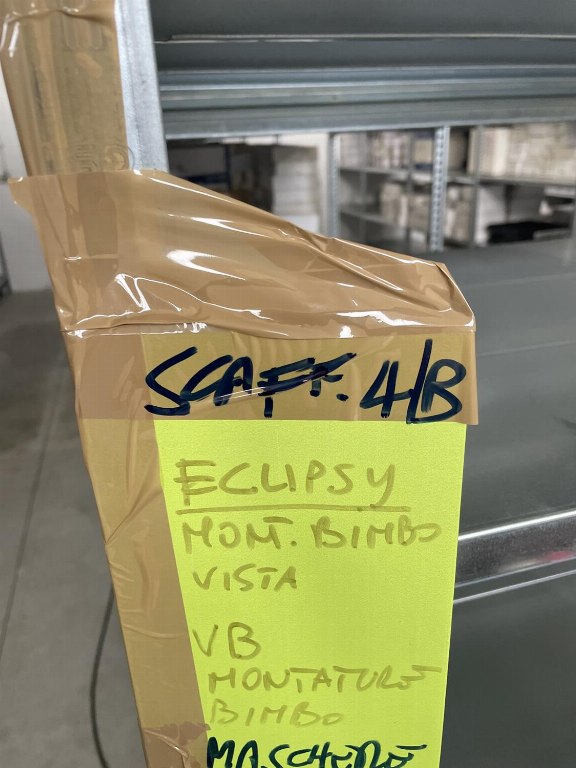 SCAFF. 4/B
ECLIPSY
MONT. BIMBO
VISTA
VB
MONTATURE
BIMBO
MASCHERE